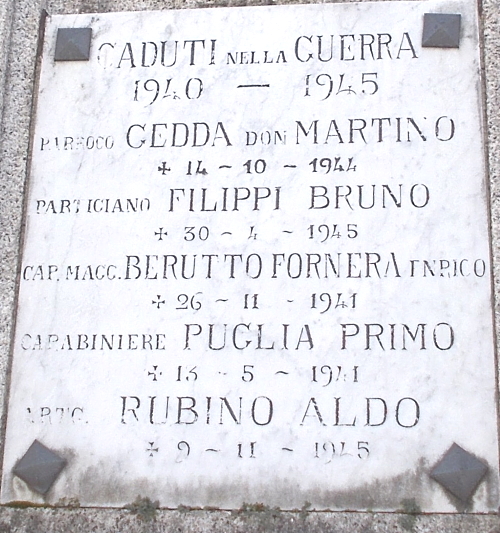 CADUTI NELLA GUERRA
1940 — 1945
PARROCO GEDDA DON MARTINO
+ 14 - 10 - 1944
PARTIGIANO FILIPPI BRUNO
+ 30 - 4 - 1945
CAP. MAGG. BERUTTO FORNERA ENRICO
+ 26 - 11 - 1941
CARABINIERE PUGLIA PRIMO
+ 13 - 5 - 1941
RUBINO ALDO
+ 9 - 11 - 1945